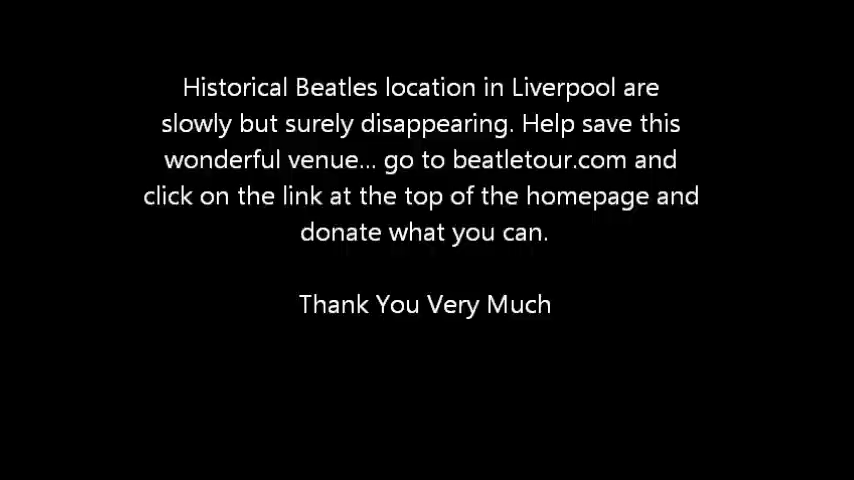 Historical Beatles location in Liverpool are
slowly but surely disappearing. Help save this
wonderful venue... go to beatletour.com and
click on the link at the top of the homepage and
donate what you can.
Thank You Very Much